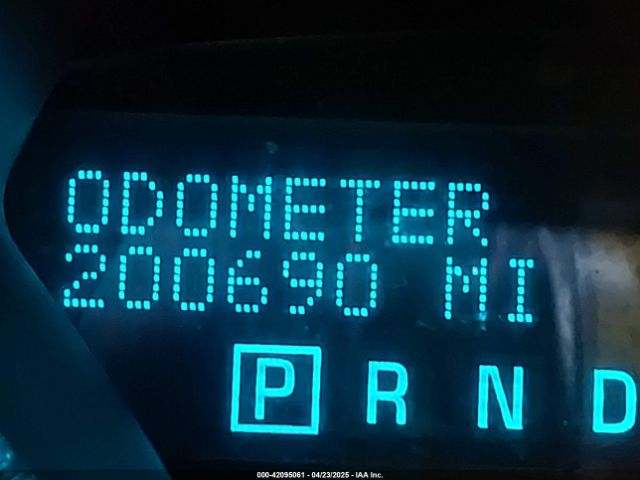 ODOMETER
200690 MI
P R N D
000-42095061 - 04/23/2025 - IAA Inc.